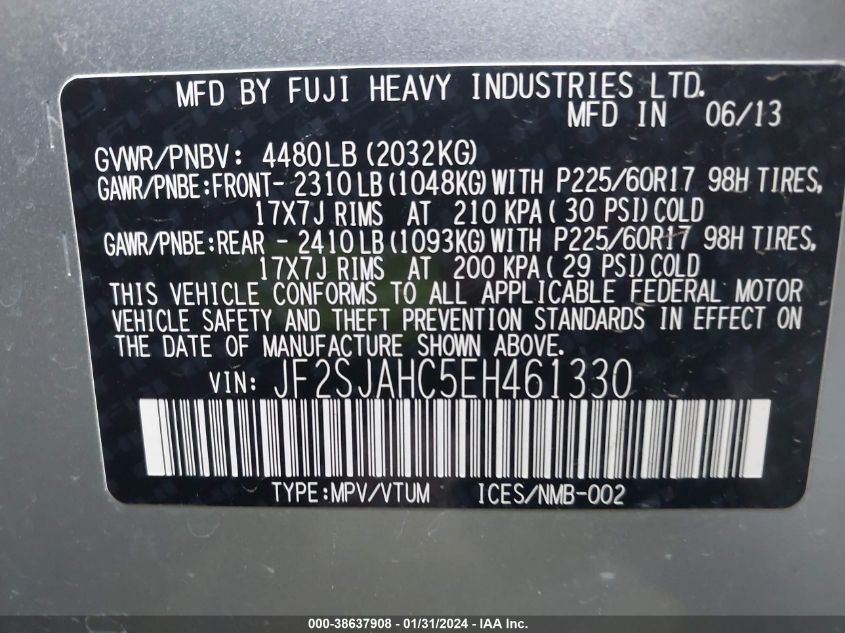 MFD BY FUJI HEAVY INDUSTRIES LTD.
MFD IN 06/13
GVWR/PNBV: 4480LB (2032KG)
GAWR/PNBE:FRONT- 2310 LB (1048KG) WITH P225/60R17 98H TIRES,
17X7J RIMS AT 210 KPA ( 30 PSI) COLD
GAWR/PNBE:REAR - 2410 LB (1093KG) WITH P225/60R17 98H TIRES,
17X7J RIMS AT 200 KPA ( 29 PSI) COLD
THIS VEHICLE CONFORMS TO ALL APPLICABLE FEDERAL MOTOR
VEHICLE SAFETY AND THEFT PREVENTION STANDARDS IN EFFECT ON
THE DATE OF MANUFACTURE SHOWN ABOVE.
VIN: JF2SJAHC5EH461330
TYPE:MPV/VTUM ICES/NMB-002
000-38637908 - 01/31/2024 - IAA Inc.